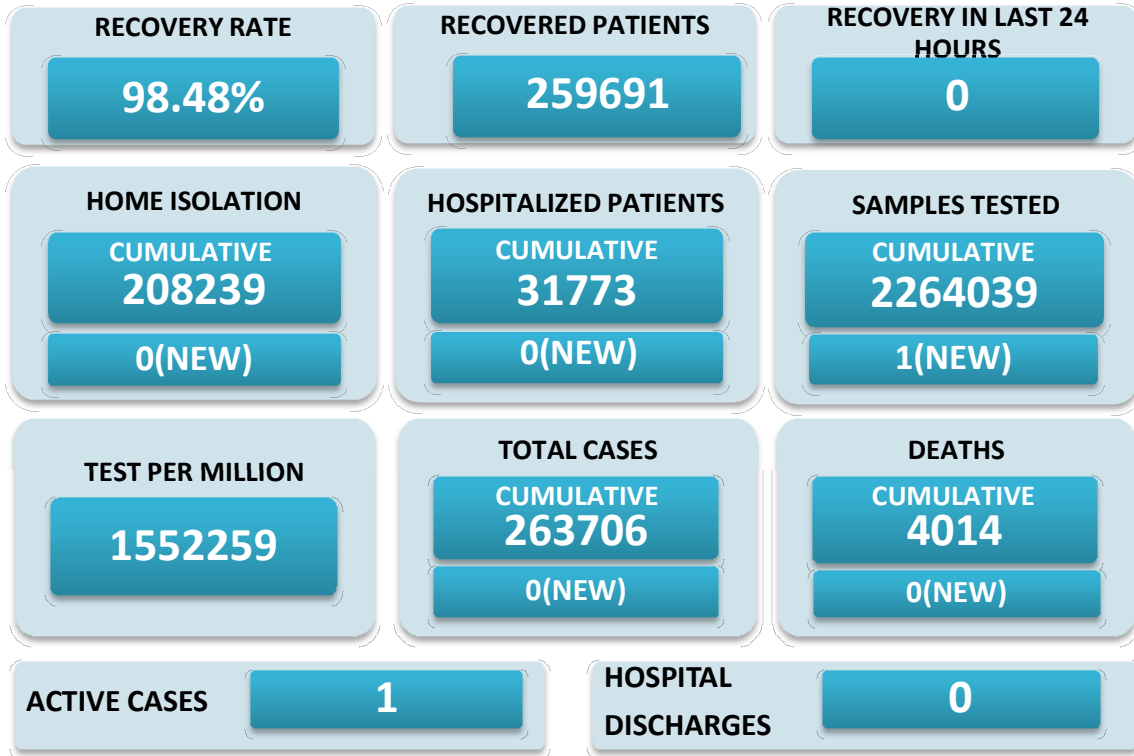 RECOVERY RATE
98.48%
RECOVERED PATIENTS
259691
RECOVERY IN LAST 24
HOURS
0
HOME ISOLATION
CUMULATIVE
208239
0(NEW)
HOSPITALIZED PATIENTS
CUMULATIVE
31773
0(NEW)
SAMPLES TESTED
CUMULATIVE
2264039
1(NEW)
TEST PER MILLION
1552259
TOTAL CASES
CUMULATIVE
263706
0(NEW)
DEATHS
CUMULATIVE
4014
0(NEW)
ACTIVE CASES
1
HOSPITAL
DISCHARGES
0